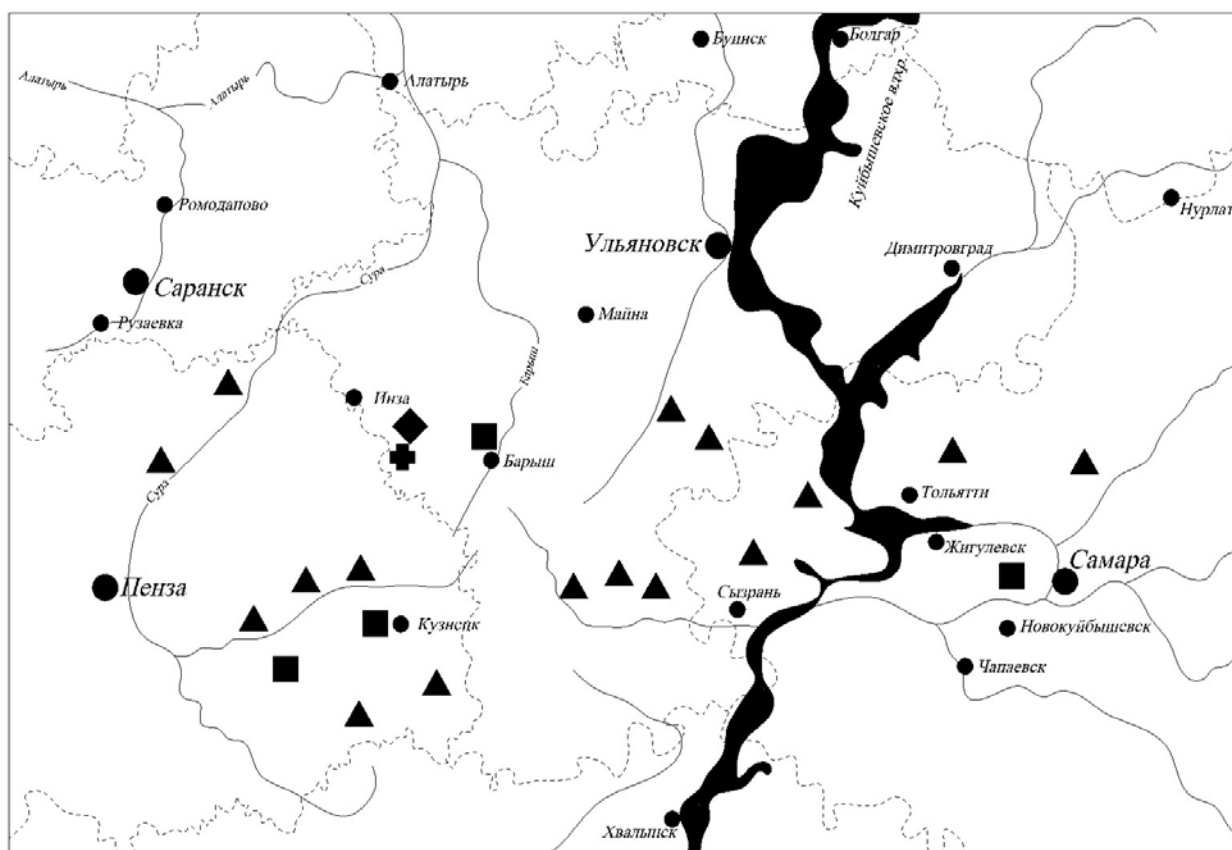 Буинск
Болгар
Алатырь
Алатырь
Алатырь
Куйбышевское вдхр.
Ромодапово
Нурлат
Ульяновск
Димитровград
Саранск
Сура
Майна
Рузаевка
Барыш
Инза
Барыш
Сура
Тольятти
Жигулевск
Самара
Пенза
Сызрань
Кузнецк
Новокуйбышевск
Чапаевск
Хвалынск